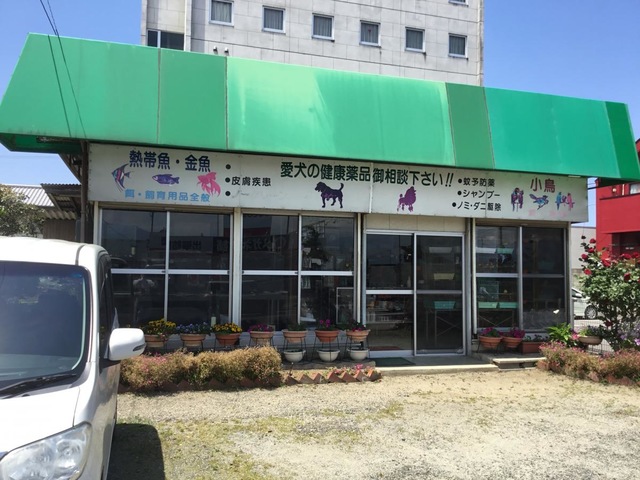 熱帯魚・金魚
餌・飼育用品全般
・皮膚疾患
愛犬の健康薬品御相談下さい!!
・蚊予防薬
・シャンプー
・ノミ・ダニ駆除
小鳥